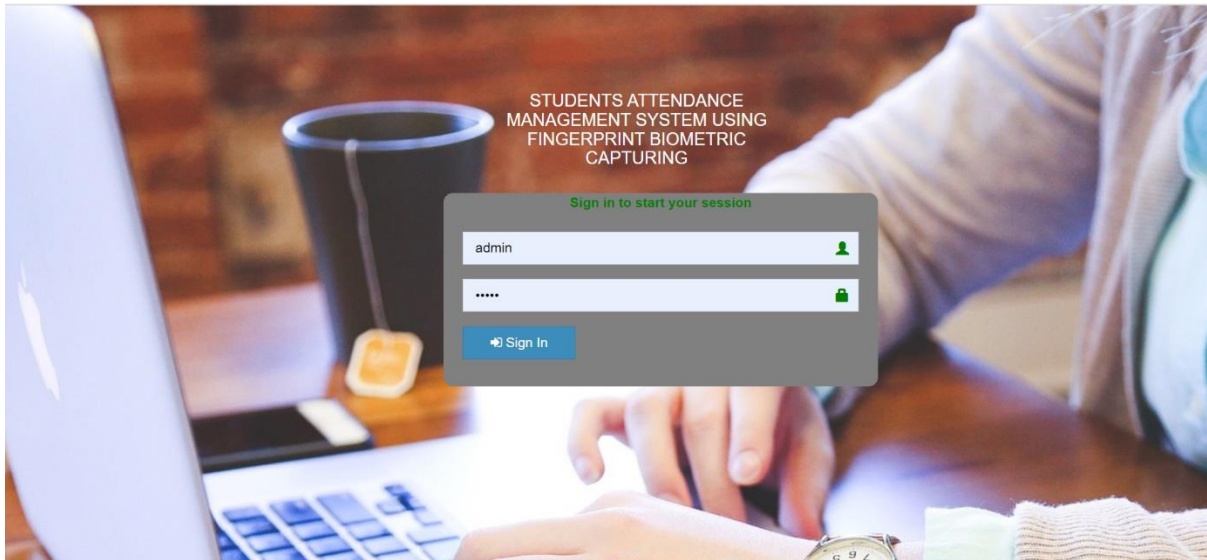 STUDENTS ATTENDANCE
MANAGEMENT SYSTEM USING
FINGERPRINT BIOMETRIC
CAPTURING
Sign in to start your session
admin
•••••
Sign In